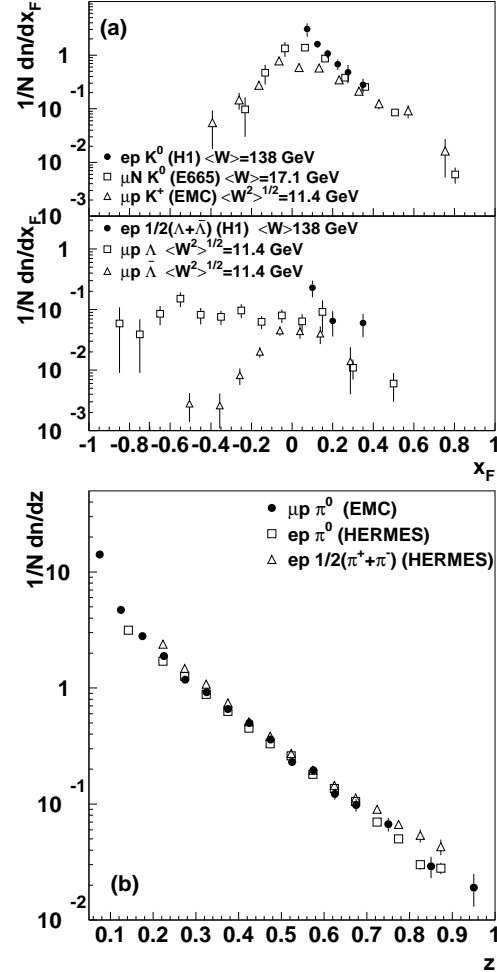 (a)
1/N dn/dx_F
1
10^-1
10^-2
10^-3
ep K^0 (H1) <W>=138 GeV
μN K^0 (E665) <W>=17.1 GeV
μp K^+ (EMC) <W^2>^1/2=11.4 GeV
1/N dn/dx_F
1
10^-1
10^-2
10^-3
10
ep 1/2(Λ+Λ̄) (H1) <W>138 GeV
μp Λ <W^2>^1/2=11.4 GeV
μp Λ̄ <W^2>^1/2=11.4 GeV
-1 -0.8 -0.6 -0.4 -0.2 0 0.2 0.4 0.6 0.8 1
x_F
1/N dn/dz
10
1
10^-1
10^-2
μp π^0 (EMC)
ep π^0 (HERMES)
ep 1/2(π^++π^-) (HERMES)
(b)
0.1 0.2 0.3 0.4 0.5 0.6 0.7 0.8 0.9 1
z